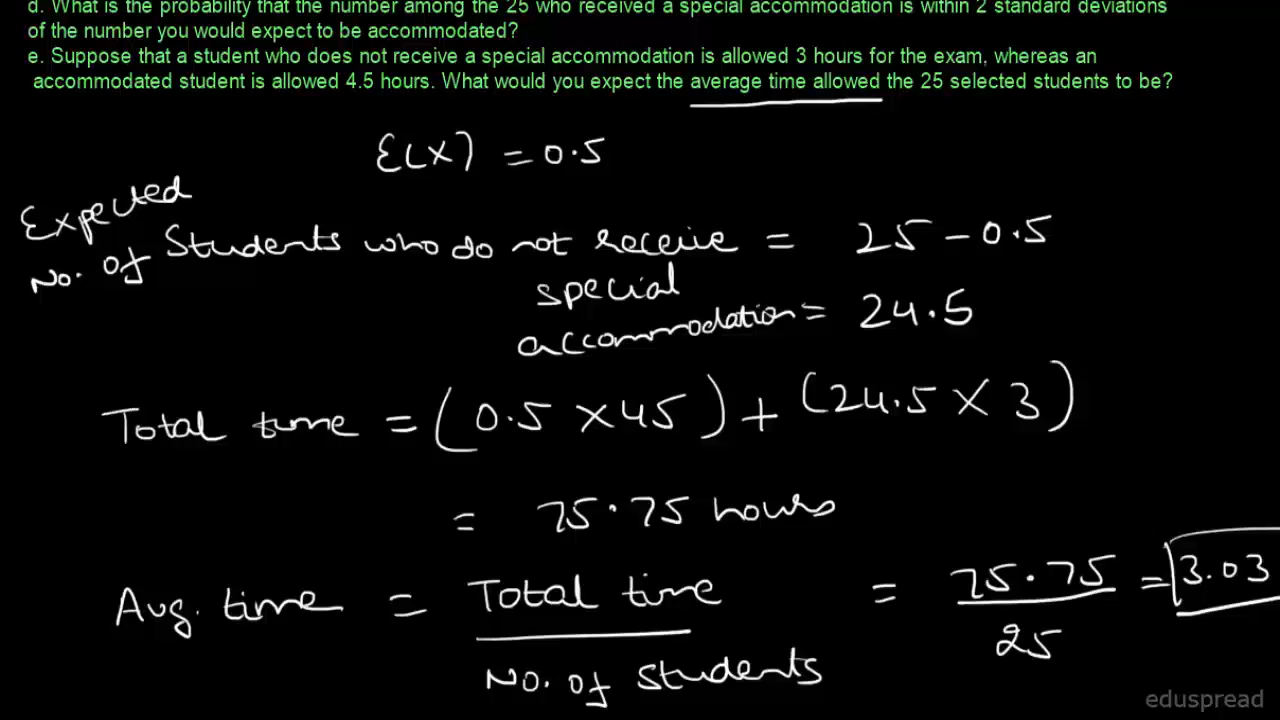 d. What is the probability that the number among the 25 who received a special accommodation is within 2 standard deviations
of the number you would expect to be accommodated?
e. Suppose that a student who does not receive a special accommodation is allowed 3 hours for the exam, whereas an
accommodated student is allowed 4.5 hours. What would you expect the average time allowed the 25 selected students to be?
E(X) = 0.5
Expected
No. of Students who do not receive = 25 - 0.5
special
accommodation = 24.5
Total time = (0.5 X 45) + (24.5 X 3)
= 75.75 hours
Avg. time = Total time = 75.75 = 3.03
No. of students 25
eduspread